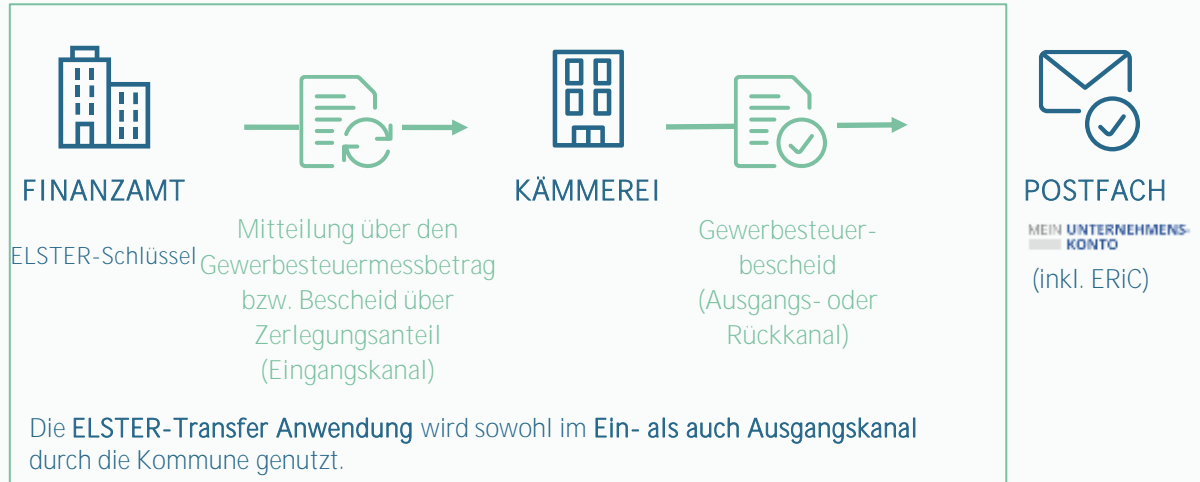 FINANZAMT
ELSTER-Schlüssel
Mitteilung über den
Gewerbesteuermessbetrag
bzw. Bescheid über
Zerlegungsanteil
(Eingangskanal)
KÄMMEREI
Gewerbesteuer-
bescheid
(Ausgangs- oder
Rückkanal)
POSTFACH
MEIN UNTERNEHMENS-
KONTO
(inkl. ERiC)
Die ELSTER-Transfer Anwendung wird sowohl im Ein- als auch Ausgangskanal
durch die Kommune genutzt.